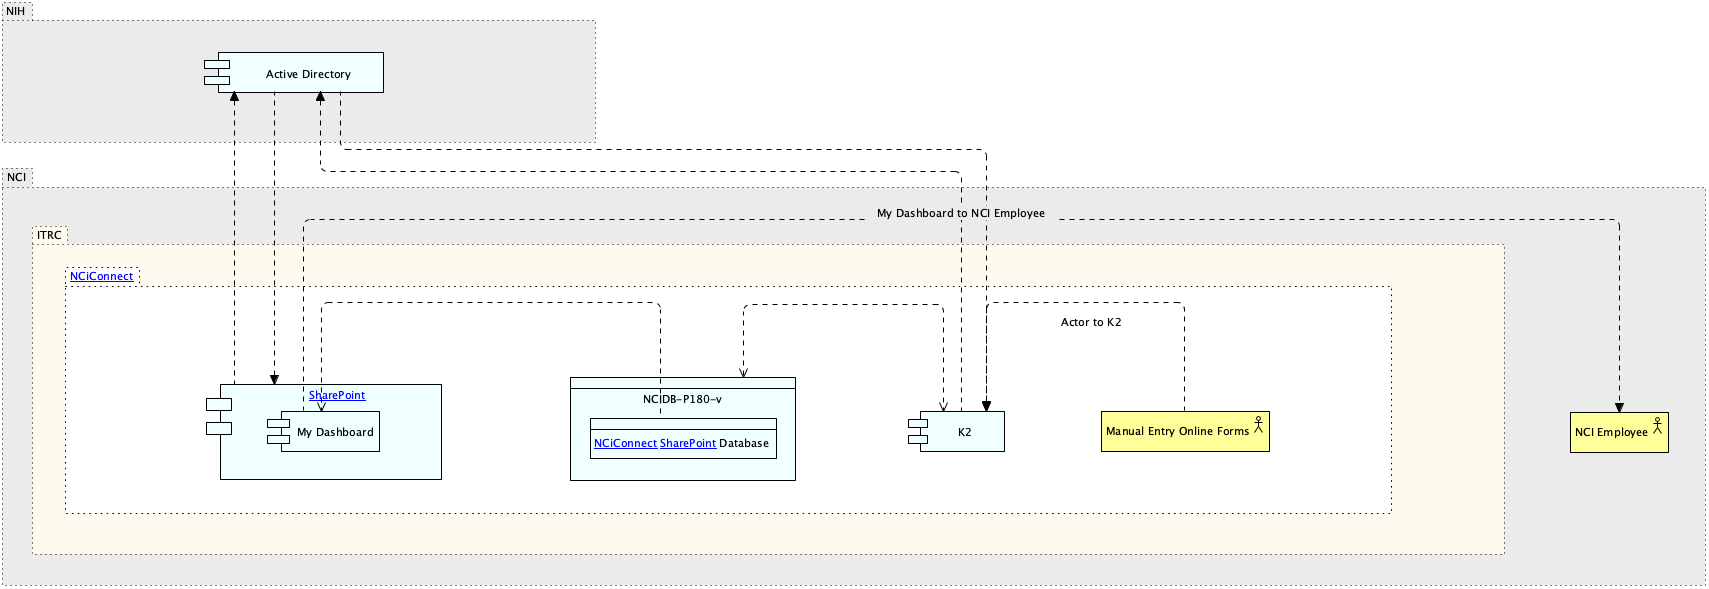 NIH
Active Directory
NCI
My Dashboard to NCI Employee
ITRC
NCiConnect
Actor to K2
SharePoint
My Dashboard
NCIDB-P180-v
NCiConnect SharePoint Database
K2
Manual Entry Online Forms
NCI Employee